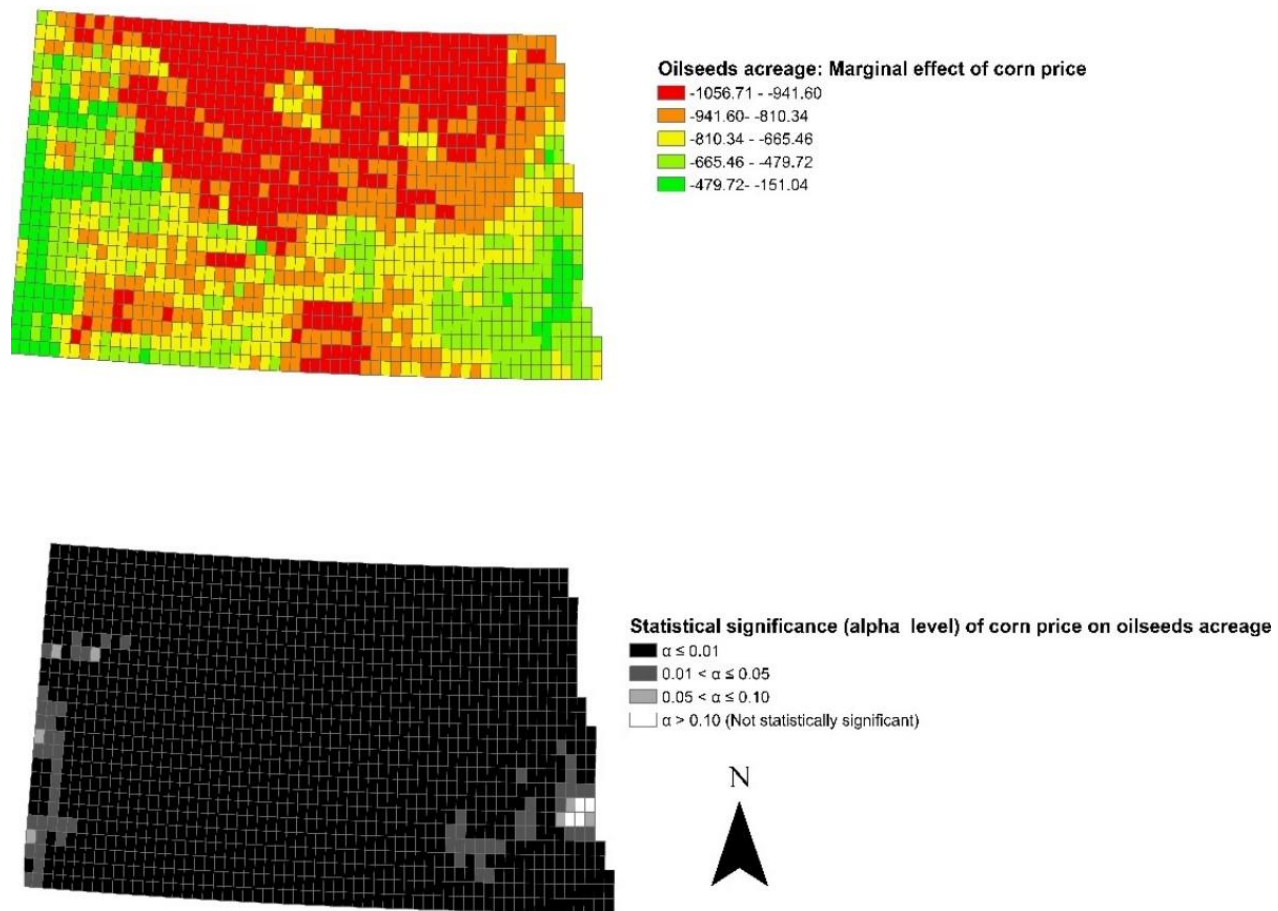 Oilseeds acreage: Marginal effect of corn price
-1056.71 - -941.60
-941.60- -810.34
-810.34 - -665.46
-665.46 - -479.72
-479.72- -151.04
Statistical significance (alpha level) of corn price on oilseeds acreage
α ≤ 0.01
0.01 < α ≤ 0.05
0.05 < α ≤ 0.10
α > 0.10 (Not statistically significant)
N